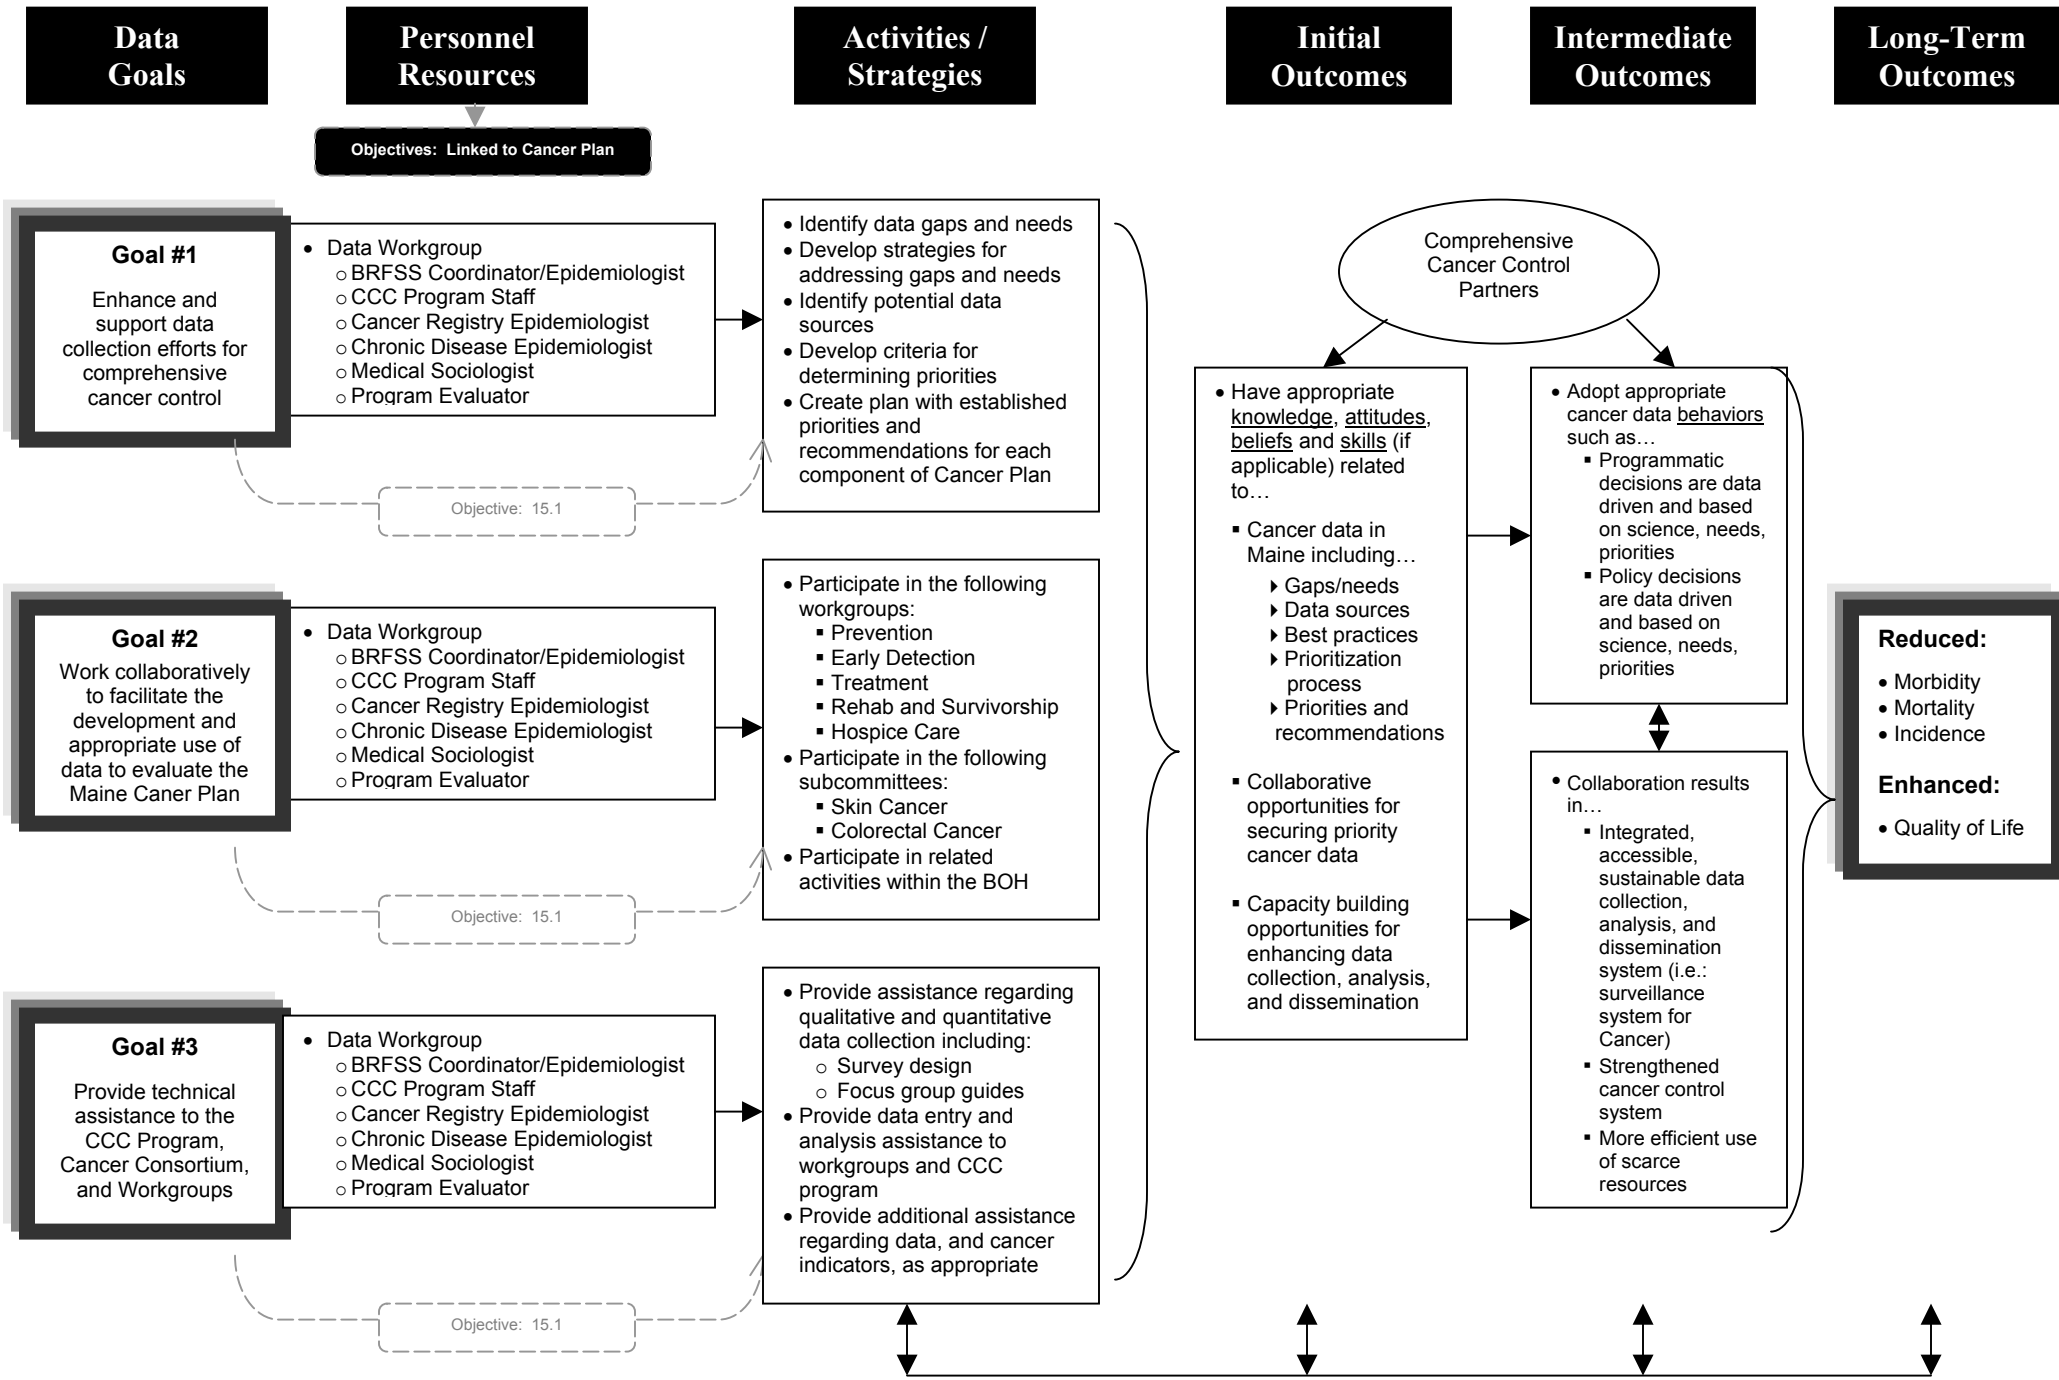 Data
Goals
Personnel
Resources
Activities /
Strategies
Initial
Outcomes
Intermediate
Outcomes
Long-Term
Outcomes
Objectives: Linked to Cancer Plan
Goal #1
Enhance and
support data
collection efforts for
comprehensive
cancer control
• Data Workgroup
o BRFSS Coordinator/Epidemiologist
o CCC Program Staff
o Cancer Registry Epidemiologist
o Chronic Disease Epidemiologist
o Medical Sociologist
o Program Evaluator
Objective: 15.1
• Identify data gaps and needs
• Develop strategies for
addressing gaps and needs
• Identify potential data
sources
• Develop criteria for
determining priorities
• Create plan with established
priorities and
recommendations for each
component of Cancer Plan
Goal #2
Work collaboratively
to facilitate the
development and
appropriate use of
data to evaluate the
Maine Caner Plan
• Data Workgroup
o BRFSS Coordinator/Epidemiologist
o CCC Program Staff
o Cancer Registry Epidemiologist
o Chronic Disease Epidemiologist
o Medical Sociologist
o Program Evaluator
Objective: 15.1
• Participate in the following
workgroups:
▪ Prevention
▪ Early Detection
▪ Treatment
▪ Rehab and Survivorship
▪ Hospice Care
• Participate in the following
subcommittees:
▪ Skin Cancer
▪ Colorectal Cancer
• Participate in related
activities within the BOH
Goal #3
Provide technical
assistance to the
CCC Program,
Cancer Consortium,
and Workgroups
• Data Workgroup
o BRFSS Coordinator/Epidemiologist
o CCC Program Staff
o Cancer Registry Epidemiologist
o Chronic Disease Epidemiologist
o Medical Sociologist
o Program Evaluator
Objective: 15.1
• Provide assistance regarding
qualitative and quantitative
data collection including:
o Survey design
o Focus group guides
• Provide data entry and
analysis assistance to
workgroups and CCC
program
• Provide additional assistance
regarding data, and cancer
indicators, as appropriate
Comprehensive
Cancer Control
Partners
• Have appropriate
knowledge, attitudes,
beliefs and skills (if
applicable) related
to…
▪ Cancer data in
Maine including…
Gaps/needs
Data sources
Best practices
Prioritization
process
Priorities and
recommendations
▪ Collaborative
opportunities for
securing priority
cancer data
▪ Capacity building
opportunities for
enhancing data
collection, analysis,
and dissemination
• Adopt appropriate
cancer data behaviors
such as…
▪ Programmatic
decisions are data
driven and based
on science, needs,
priorities
▪ Policy decisions
are data driven
and based on
science, needs,
priorities
• Collaboration results
in…
▪ Integrated,
accessible,
sustainable data
collection,
analysis, and
dissemination
system (i.e.:
surveillance
system for
Cancer)
▪ Strengthened
cancer control
system
▪ More efficient use
of scarce
resources
Reduced:
• Morbidity
• Mortality
• Incidence
Enhanced:
• Quality of Life